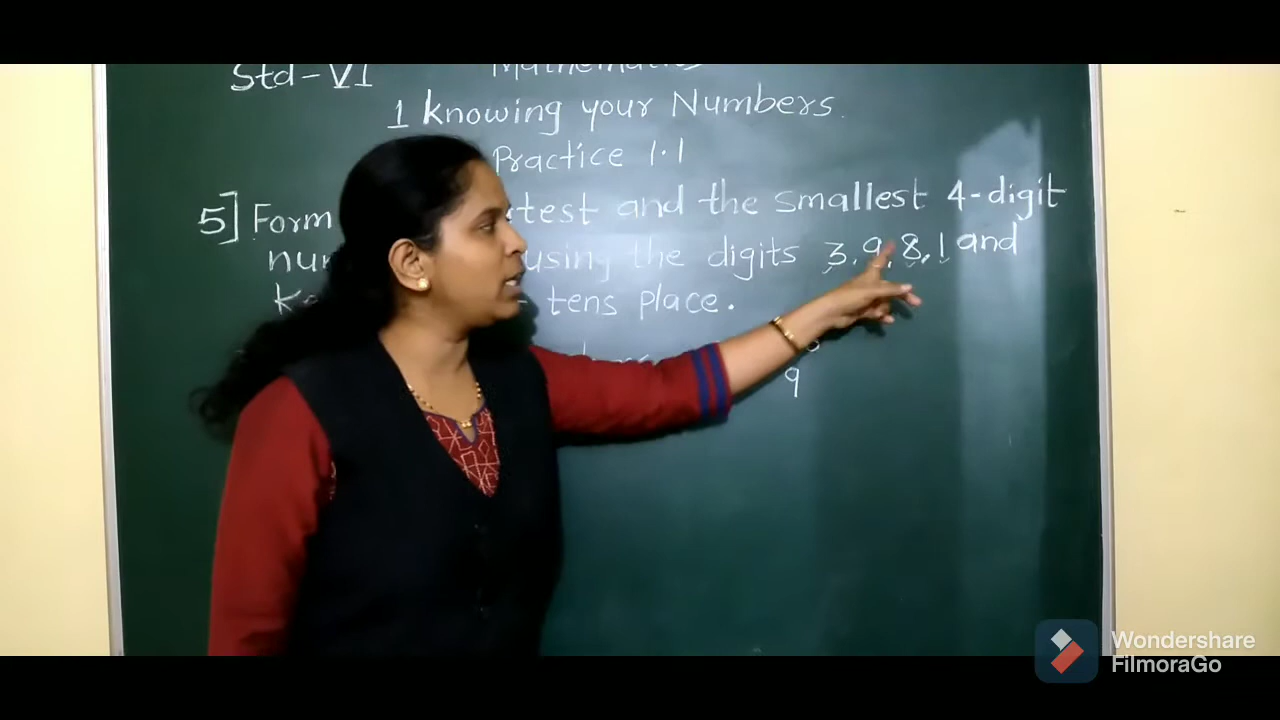 Std-VI
Mathematics
1 Knowing your Numbers.
Practice 1.1
5] Form test and the smallest 4-digit
using the digits 3, 9, 8, 1 and
tens place.
9
Wondershare
FilmoraGo